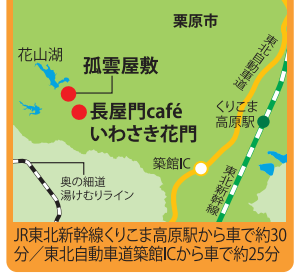 栗原市
花山湖
孤雲屋敷
長屋門café
いわさき花門
東北自動車道
くりこま
高原駅
築館IC
東北新幹線
奥の細道
湯けむりライン
JR東北新幹線くりこま高原駅から車で約30
分／東北自動車道築館ICから車で約25分